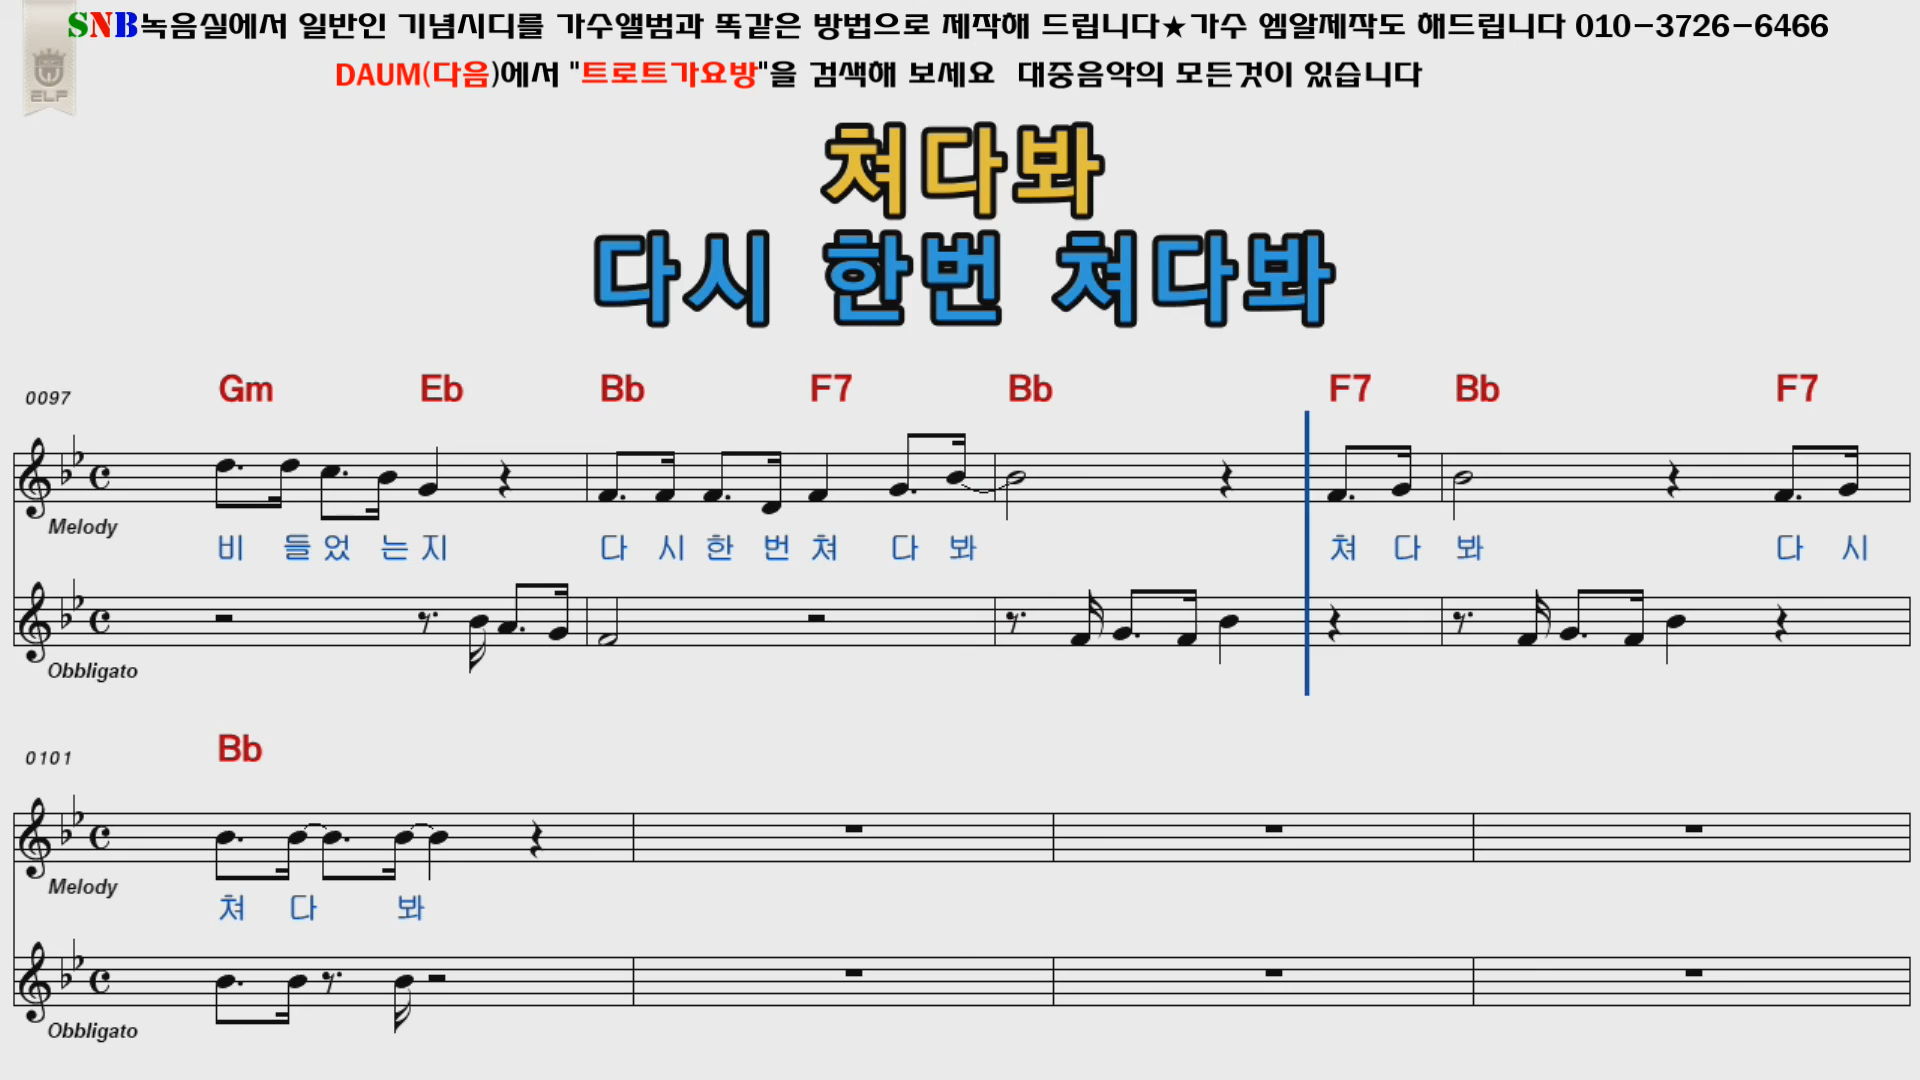 SNB녹음실에서 일반인 기념시디를 가수앨범과 똑같은 방법으로 제작해 드립니다★가수 엠알제작도 해드립니다 010-3726-6466
DAUM(다음)에서 "트로트가요방"을 검색해 보세요 대중음악의 모든것이 있습니다
ELF
쳐다봐
다시 한번 쳐다봐
0097 Gm Eb Bb F7 Bb F7 Bb F7
Melody
비 들었 는지 다 시한 번쳐 다 봐 쳐 다 봐 다 시
Obbligato
0101 Bb
Melody
쳐 다 봐
Obbligato